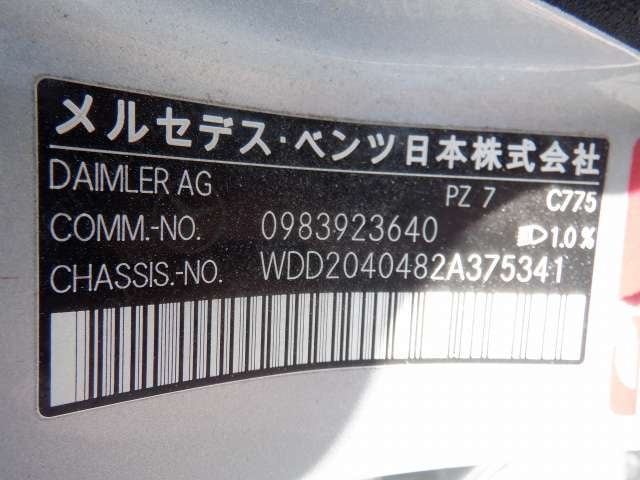 メルセデス・ベンツ日本株式会社
DAIMLER AG PZ 7 C775
COMM.-NO. 0983923640 1.0%
CHASSIS.-NO. WDD2040482A375341